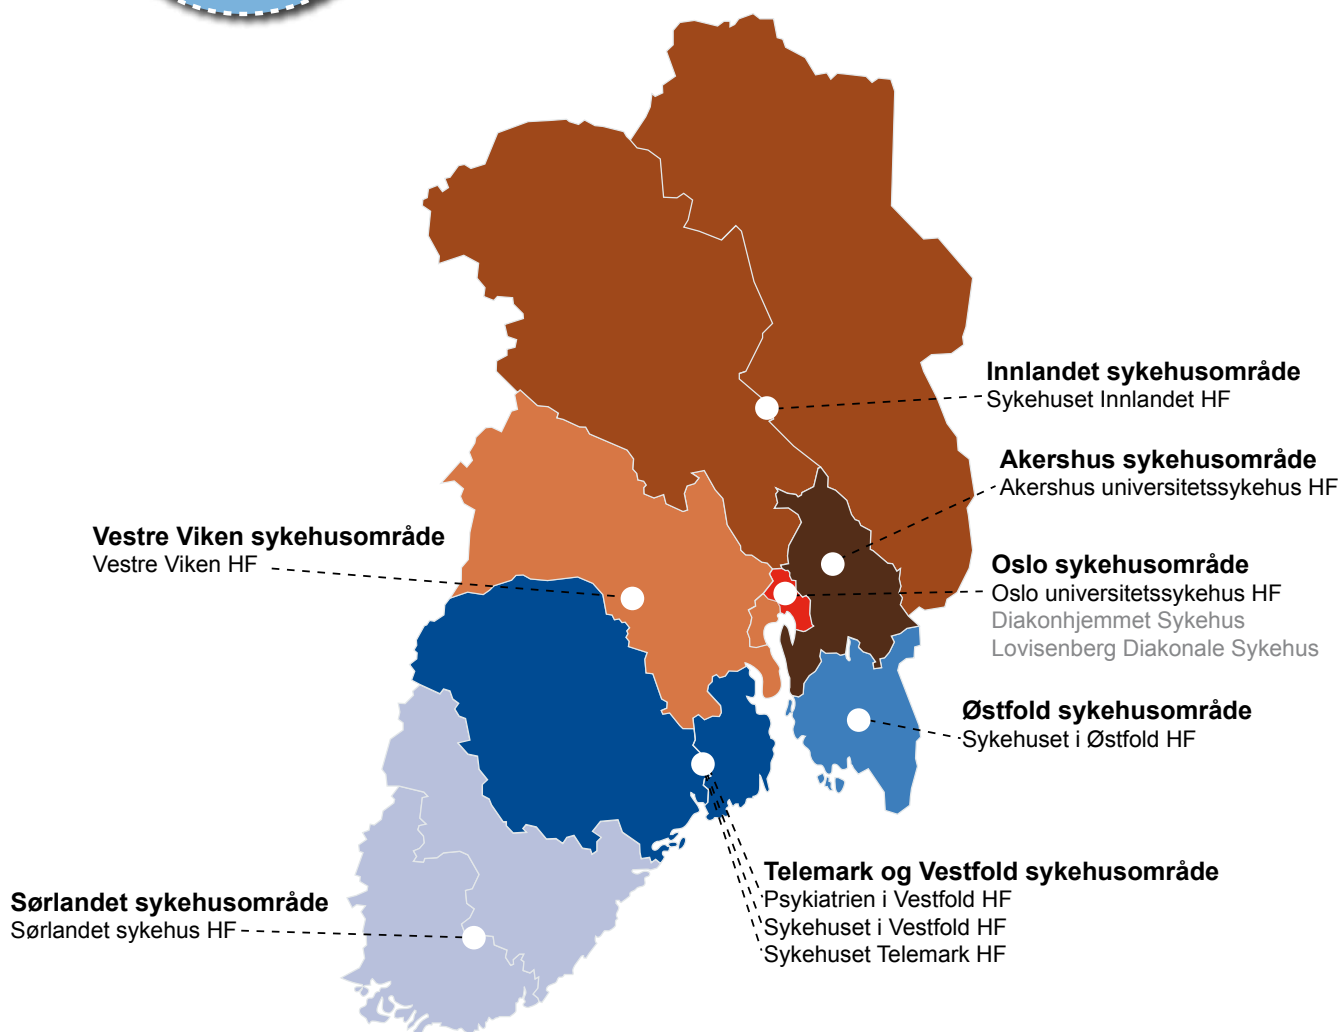 Innlandet sykehusområde
Sykehuset Innlandet HF
Akershus sykehusområde
Akershus universitetssykehus HF
Vestre Viken sykehusområde
Vestre Viken HF
Oslo sykehusområde
Oslo universitetssykehus HF
Diakonhjemmet Sykehus
Lovisenberg Diakonale Sykehus
Østfold sykehusområde
Sykehuset i Østfold HF
Telemark og Vestfold sykehusområde
Psykiatrien i Vestfold HF
Sykehuset i Vestfold HF
Sykehuset Telemark HF
Sørlandet sykehusområde
Sørlandet sykehus HF